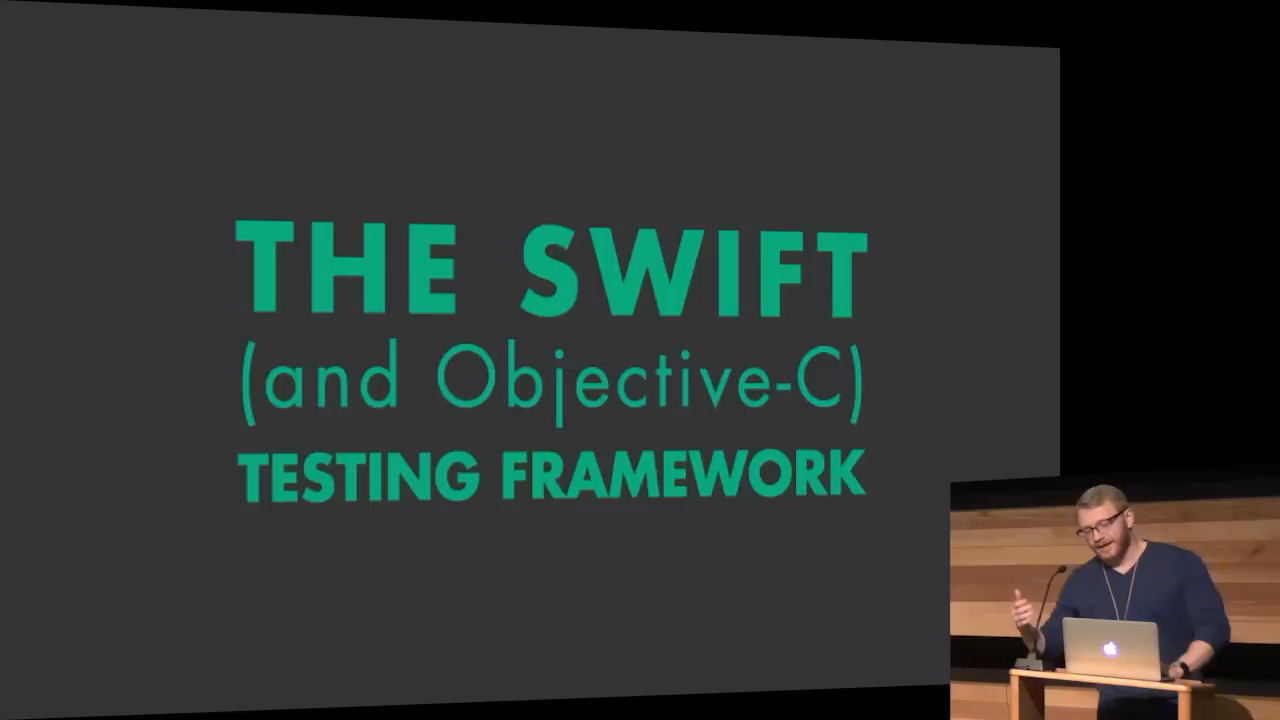 THE SWIFT
(and Objective-C)
TESTING FRAMEWORK